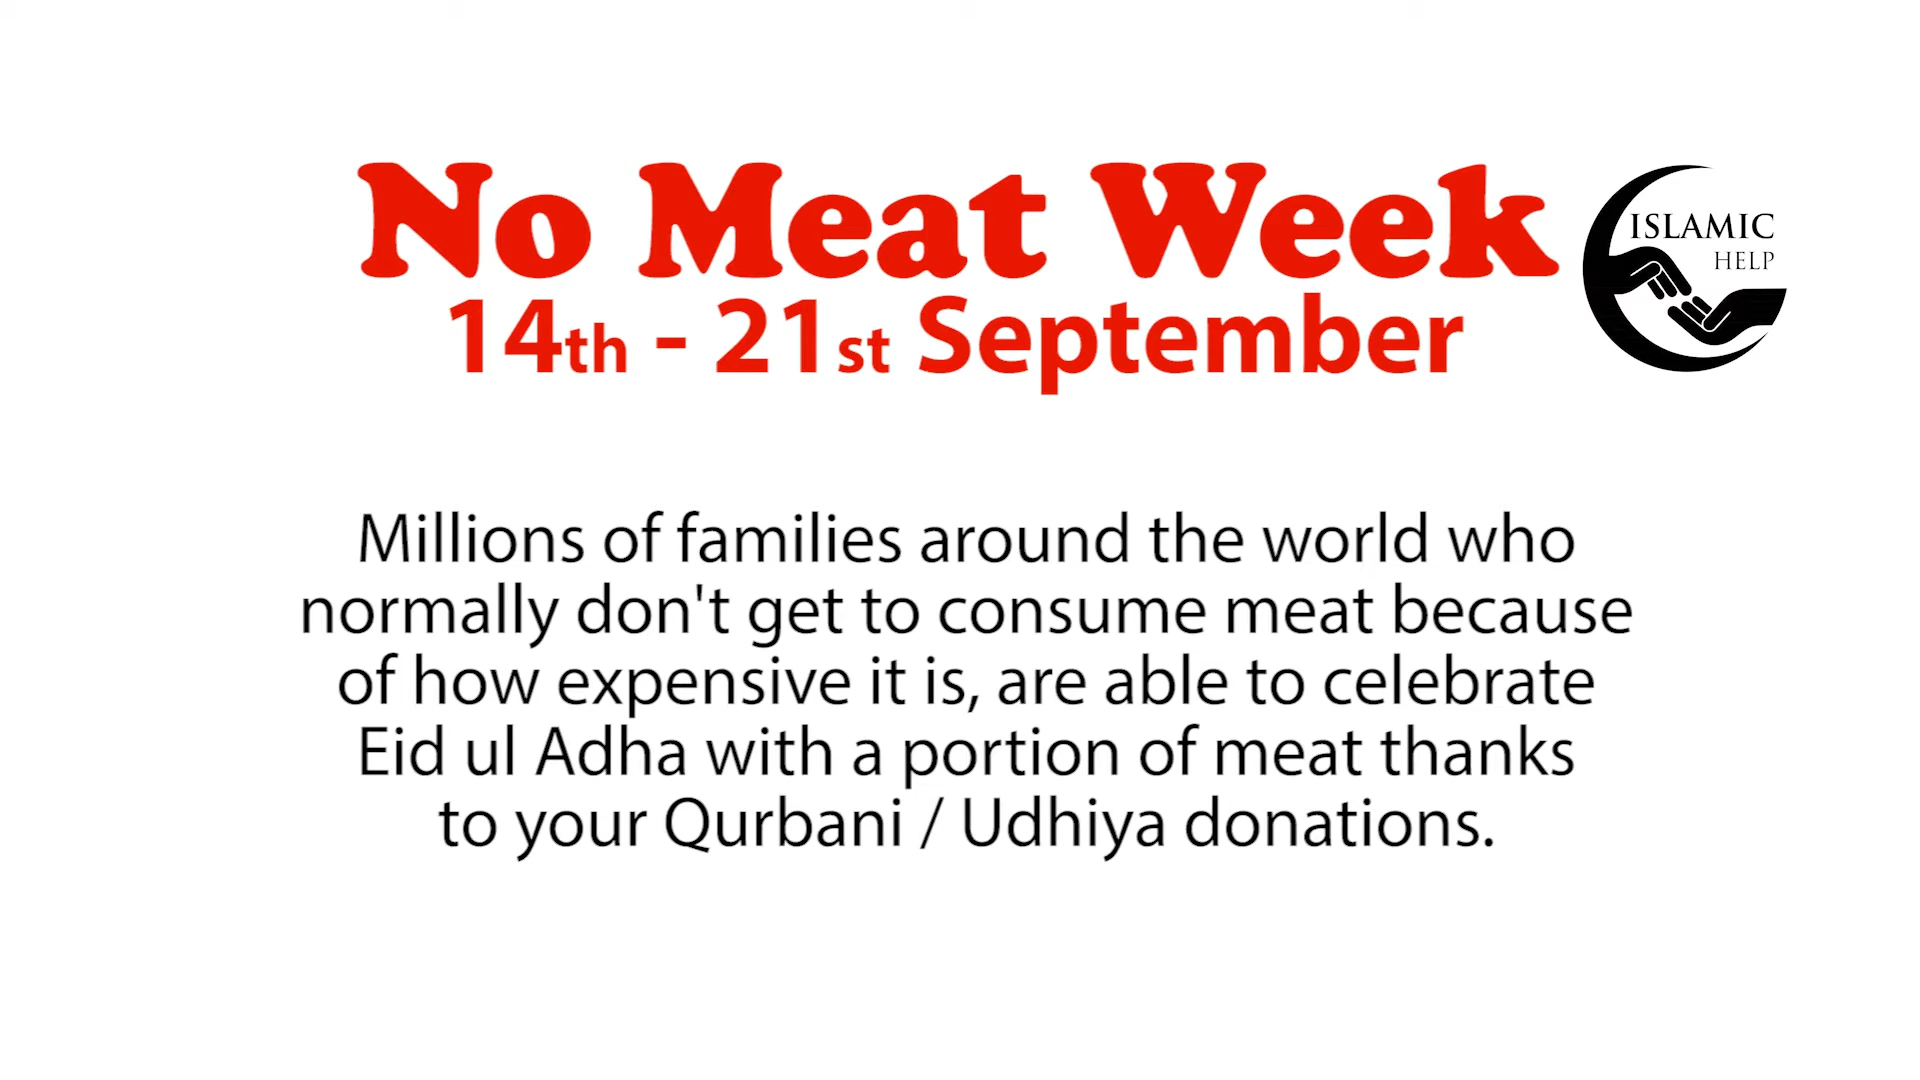 No Meat Week
14th - 21st September
ISLAMIC
HELP
Millions of families around the world who
normally don't get to consume meat because
of how expensive it is, are able to celebrate
Eid ul Adha with a portion of meat thanks
to your Qurbani / Udhiya donations.